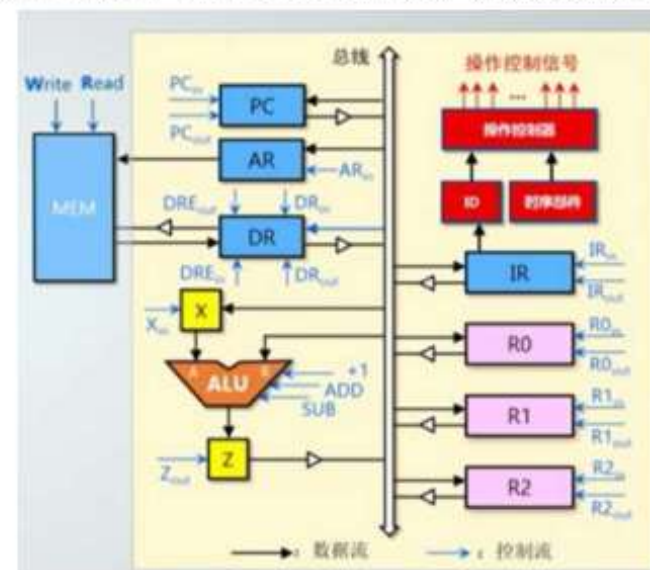 总线
操作控制信号
Write Read
PCin
PC
PCout
...
操作控制器
AR
ARin
MEM
DREout
DRin
ID
时序部件
DR
DREin
DRout
IR
IRin
IRout
X
Xin
R0
R0in
R0out
A
B
ALU
+1
ADD
SUB
R1
R1in
R1out
Z
Zout
R2
R2in
R2out
数据流
控制流